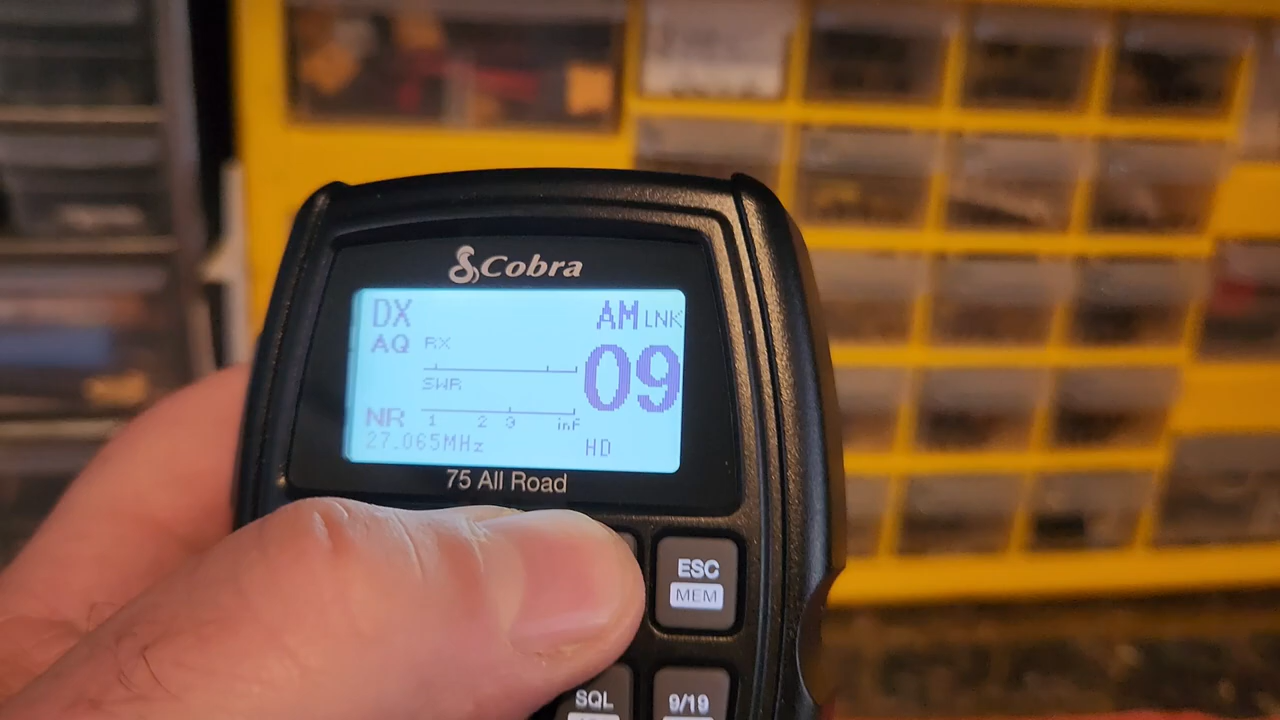 Cobra
DX AM LNK
AQ RX
09
SWR
NR 1 2 3 inf
27.065MHz HD
75 All Road
ESC
MEM
SQL 9/19